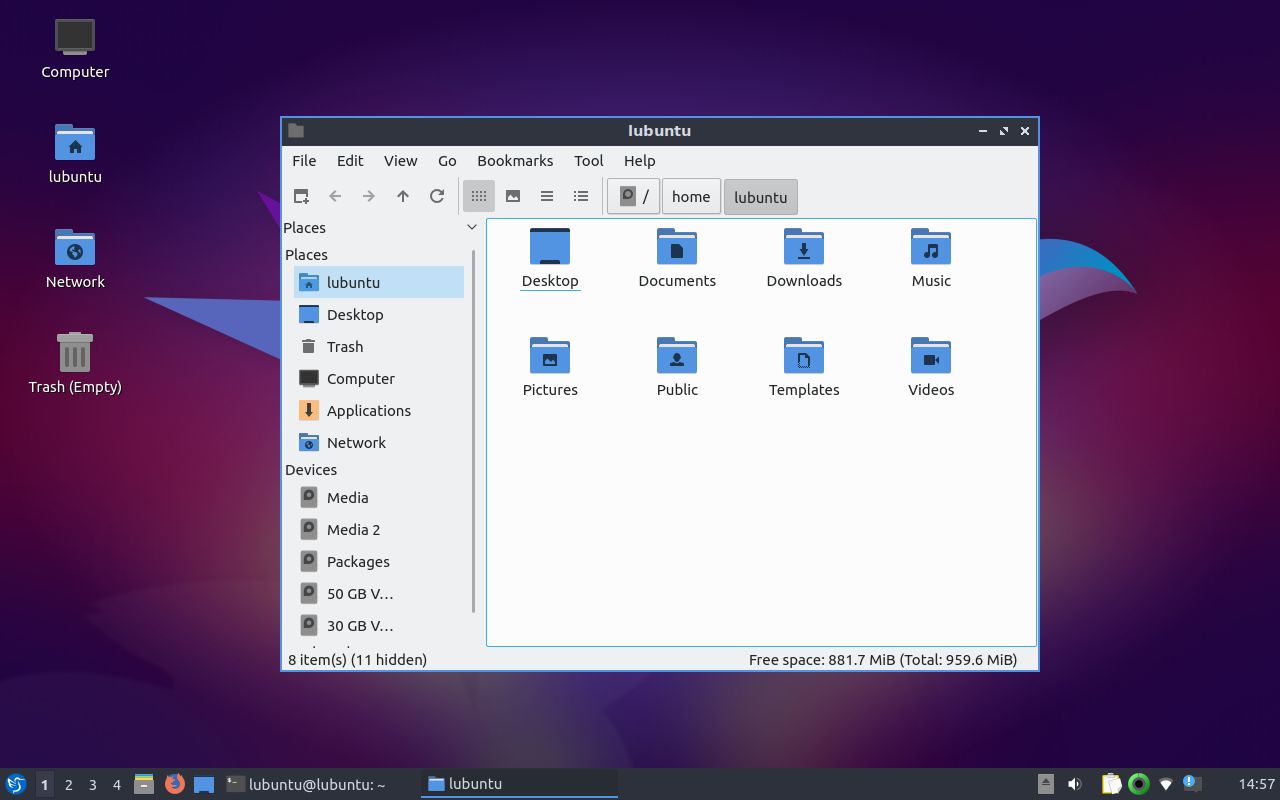 Computer
lubuntu
Network
Trash (Empty)
lubuntu
File Edit View Go Bookmarks Tool Help
/ home lubuntu
Places
Places
lubuntu
Desktop
Trash
Computer
Applications
Network
Devices
Media
Media 2
Packages
50 GB V…
30 GB V…
Desktop Documents Downloads Music
Pictures Public Templates Videos
8 item(s) (11 hidden) Free space: 881.7 MiB (Total: 959.6 MiB)
1 2 3 4 lubuntu@lubuntu: ~ lubuntu 14:57